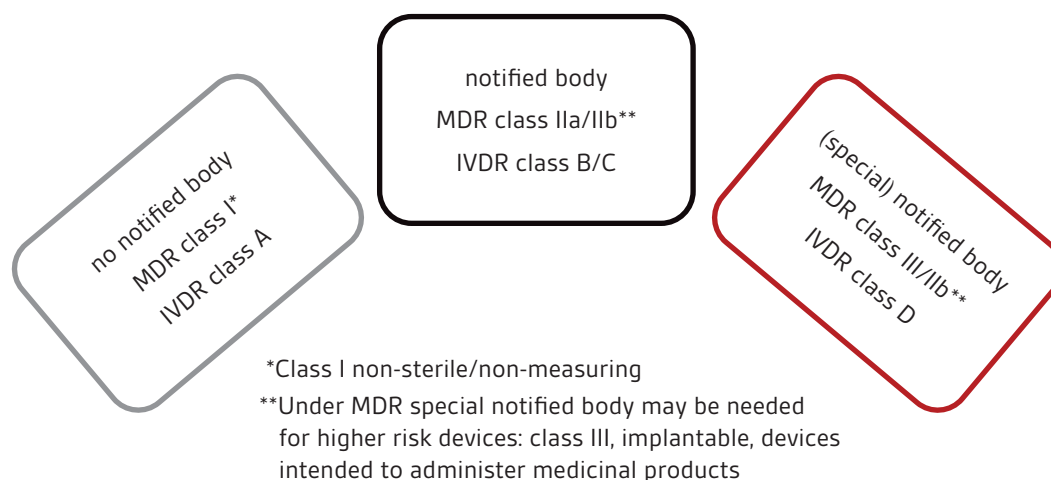 no notified body
MDR class I*
IVDR class A
notified body
MDR class IIa/IIb**
IVDR class B/C
(special) notified body
MDR class III/IIb**
IVDR class D
*Class I non-sterile/non-measuring
**Under MDR special notified body may be needed
for higher risk devices: class III, implantable, devices
intended to administer medicinal products